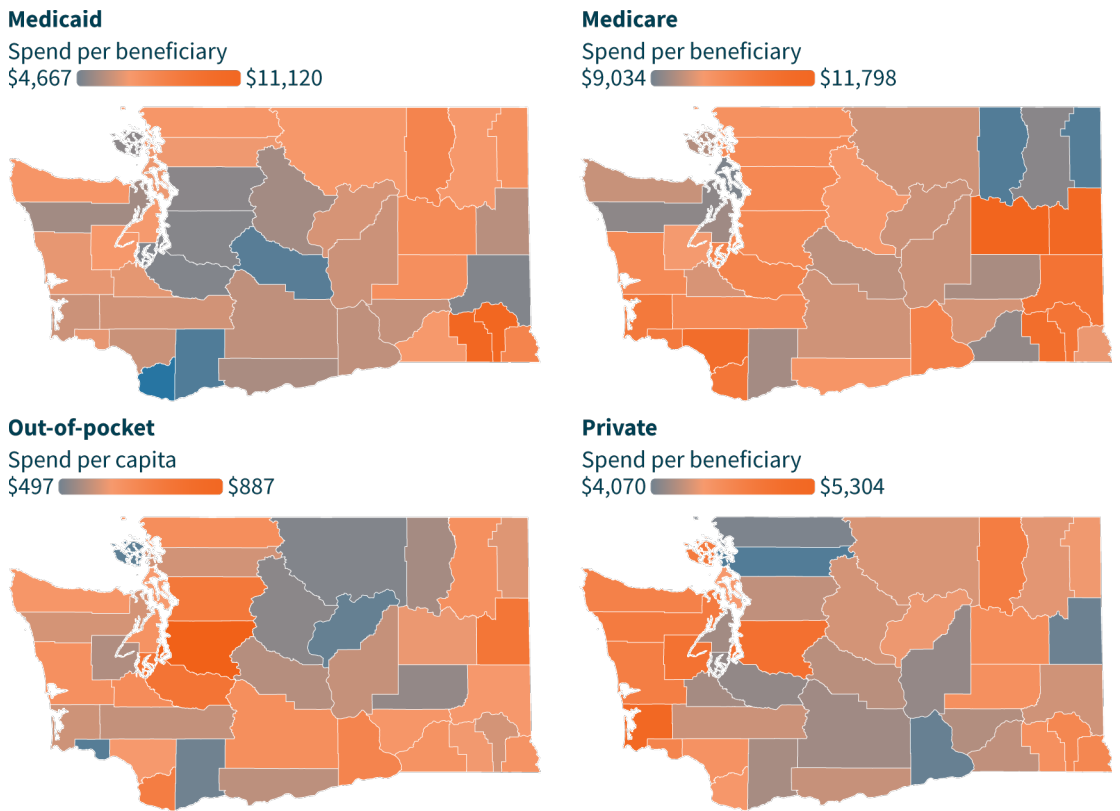 Medicaid
Spend per beneficiary
$4,667 $11,120
Medicare
Spend per beneficiary
$9,034 $11,798
Out-of-pocket
Spend per capita
$497 $887
Private
Spend per beneficiary
$4,070 $5,304